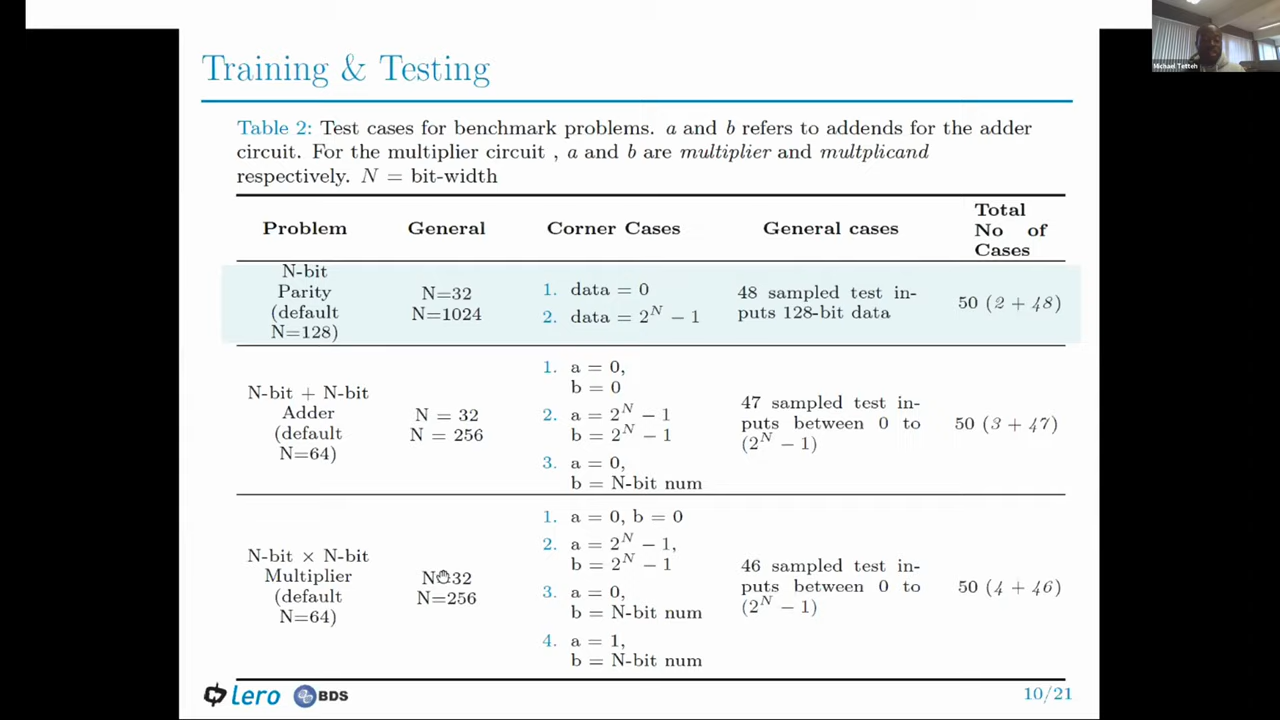 Training & Testing
Michael Tetteh
Table 2: Test cases for benchmark problems. a and b refers to addends for the adder
circuit. For the multiplier circuit , a and b are multiplier and multplicand
respectively. N = bit-width
Problem General Corner Cases General cases Total No of Cases
N-bit
Parity
(default
N=128)
N=32
N=1024
1. data = 0
2. data = 2^N − 1
48 sampled test in-
puts 128-bit data
50 (2 + 48)
N-bit + N-bit
Adder
(default
N=64)
N = 32
N = 256
1. a = 0,
b = 0
2. a = 2^N − 1
b = 2^N − 1
3. a = 0,
b = N-bit num
47 sampled test in-
puts between 0 to
(2^N − 1)
50 (3 + 47)
N-bit × N-bit
Multiplier
(default
N=64)
N=32
N=256
1. a = 0, b = 0
2. a = 2^N − 1,
b = 2^N − 1
3. a = 0,
b = N-bit num
4. a = 1,
b = N-bit num
46 sampled test in-
puts between 0 to
(2^N − 1)
50 (4 + 46)
Lero BDS
10/21